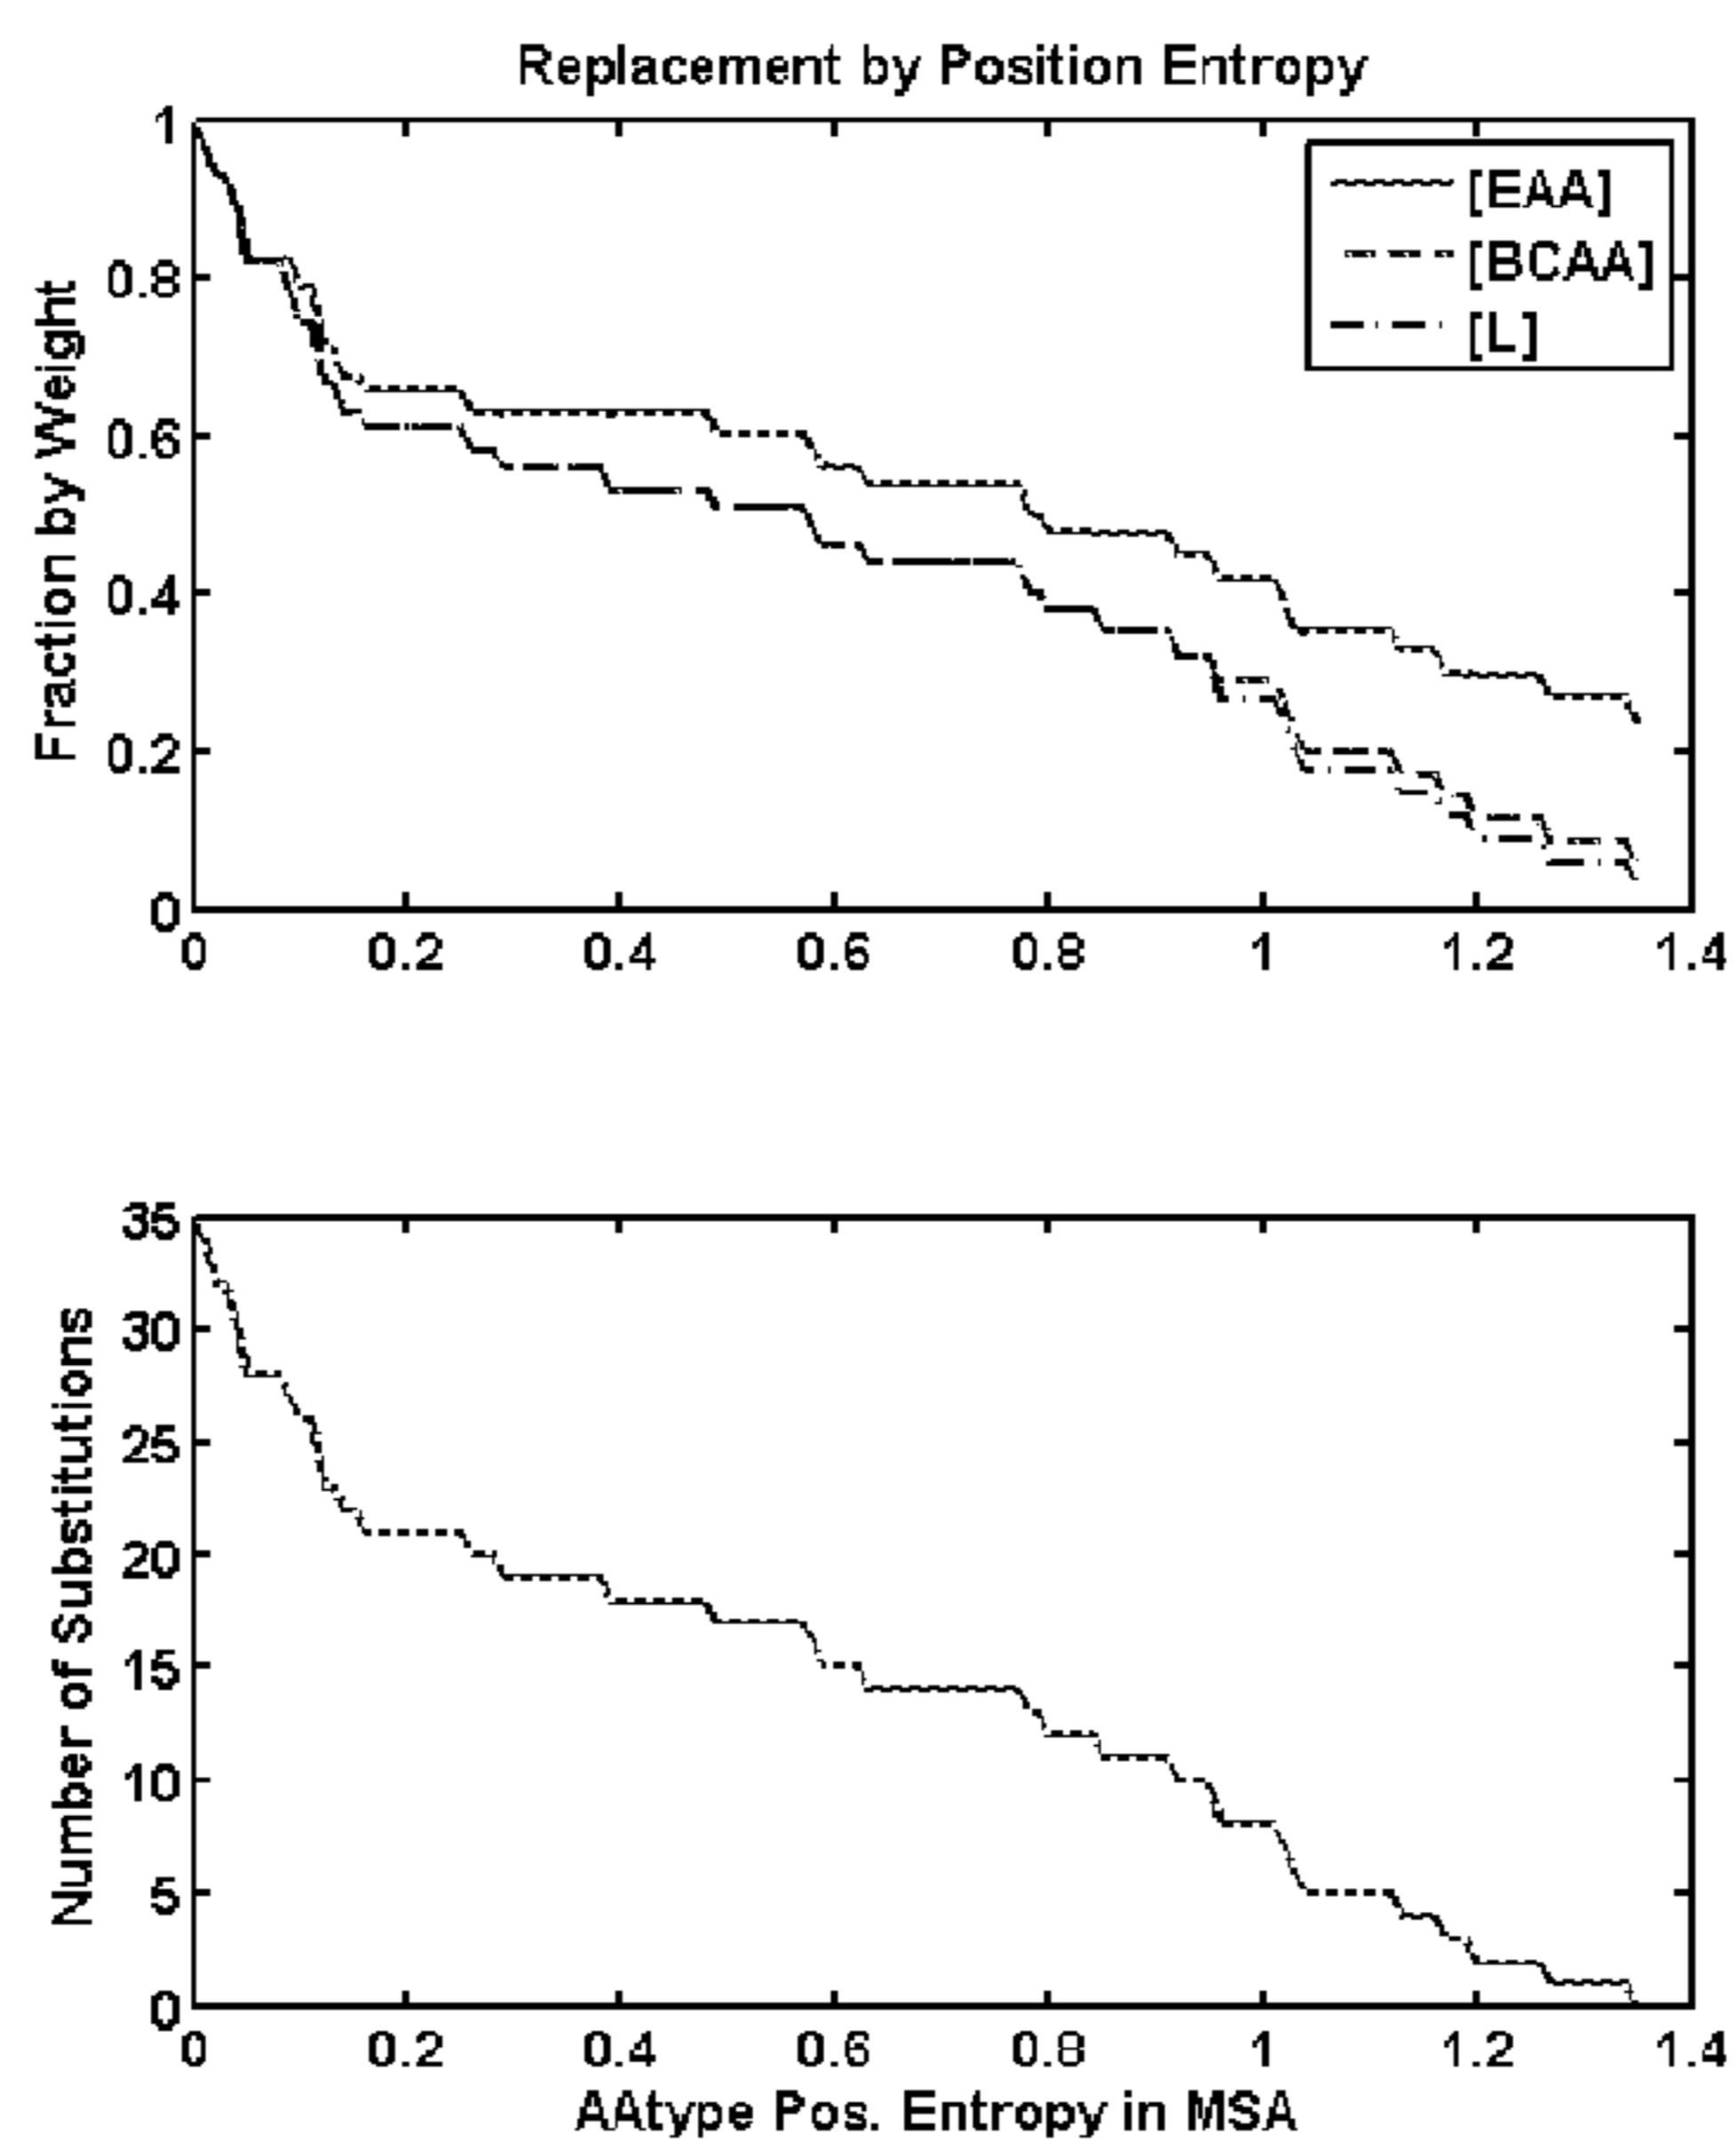 Replacement by Position Entropy
Fraction by Weight
1
0.8
0.6
0.4
0.2
0
[EAA]
[BCAA]
[L]
0 0.2 0.4 0.6 0.8 1 1.2 1.4
Number of Substitutions
35
30
25
20
15
10
5
0
0 0.2 0.4 0.6 0.8 1 1.2 1.4
AAtype Pos. Entropy in MSA